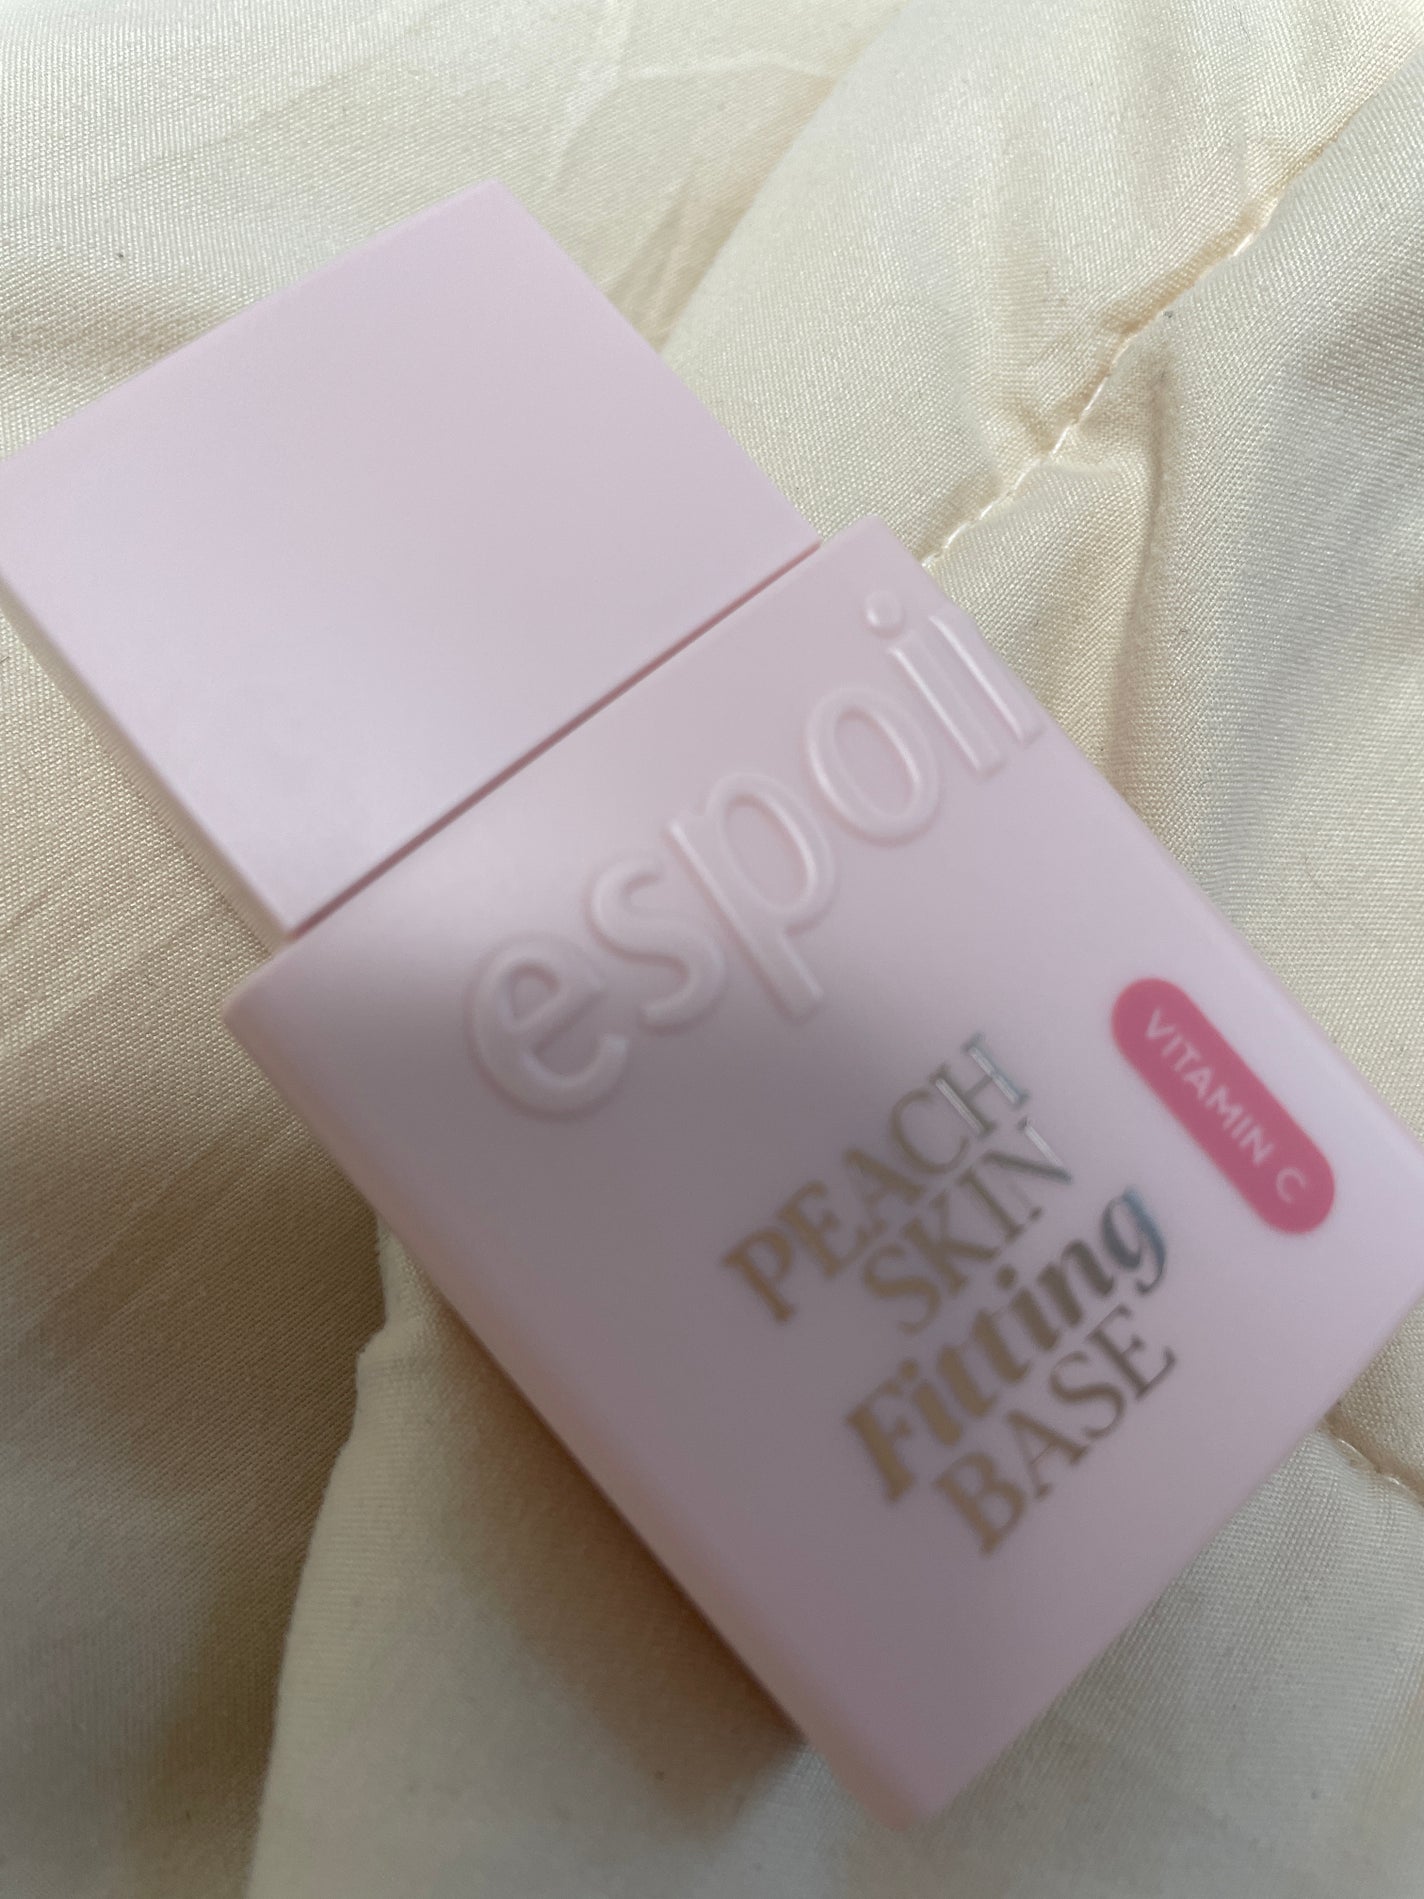 espoir
PEACH
SKIN
Fitting
BASE
VITAMIN C